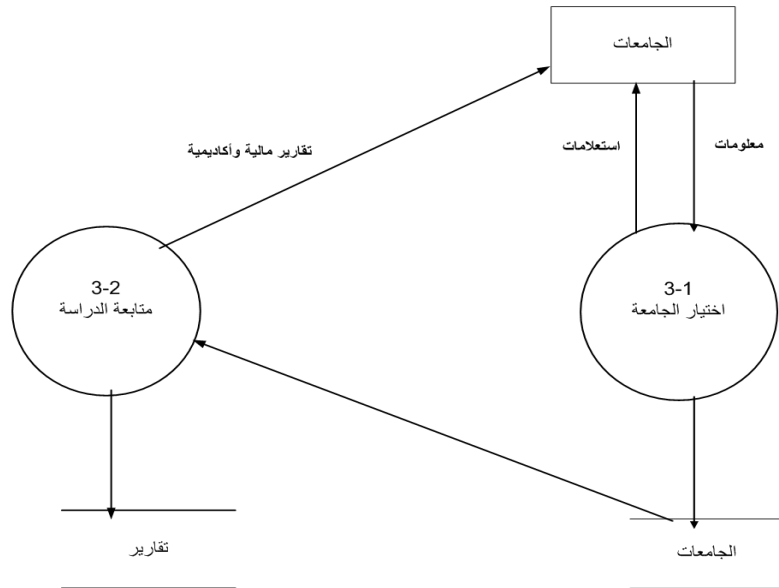 الجامعات
تقارير مالية وأكاديمية
استعلامات
معلومات
3-1
اختيار الجامعة
3-2
متابعة الدراسة
الجامعات
تقارير